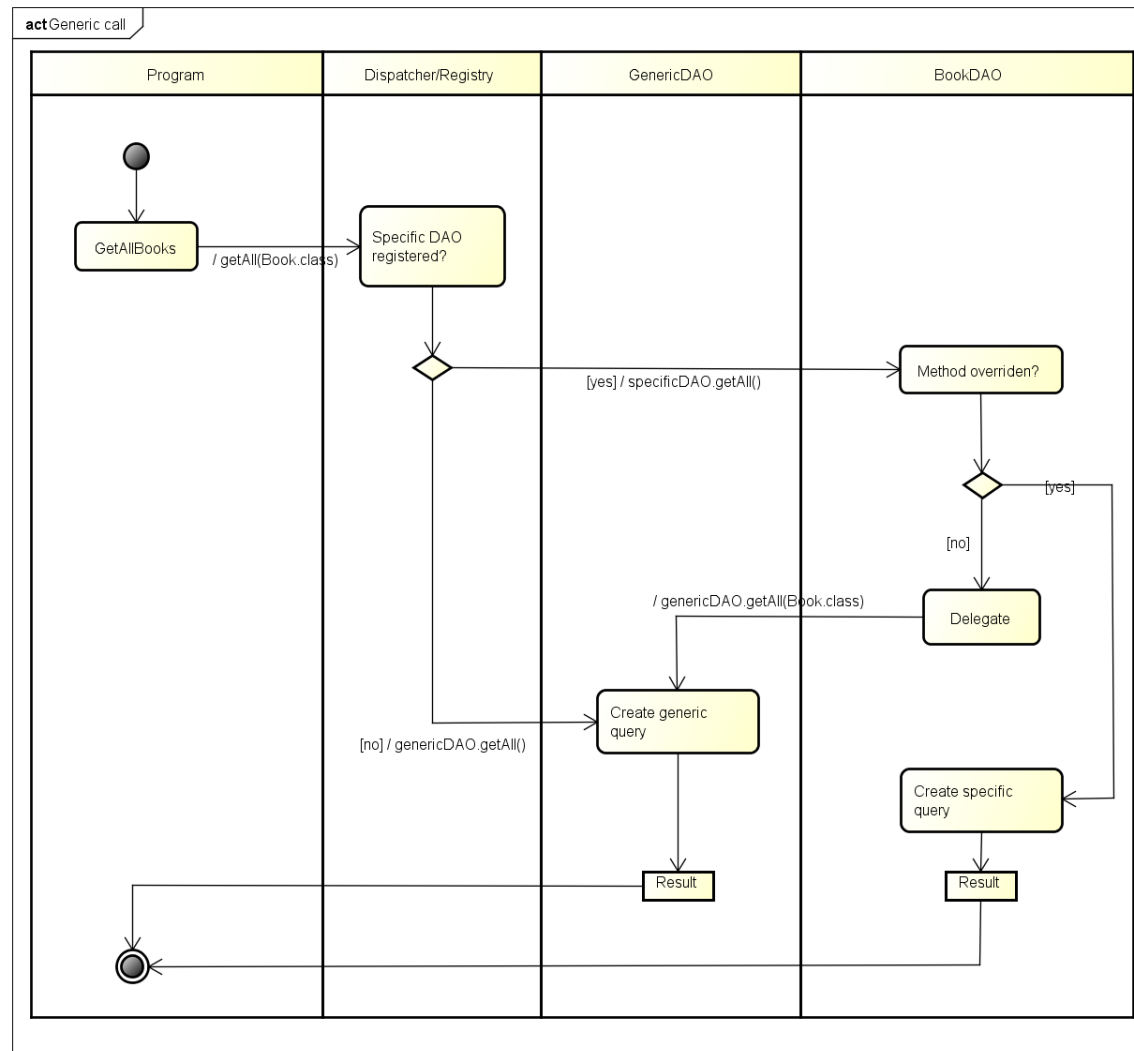 act Generic call
Program
Dispatcher/Registry
GenericDAO
BookDAO
GetAllBooks
/ getAll(Book.class)
Specific DAO
registered?
[yes] / specificDAO.getAll()
Method overriden?
[yes]
[no]
/ genericDAO.getAll(Book.class)
Delegate
Create generic
query
[no] / genericDAO.getAll()
Create specific
query
Result
Result